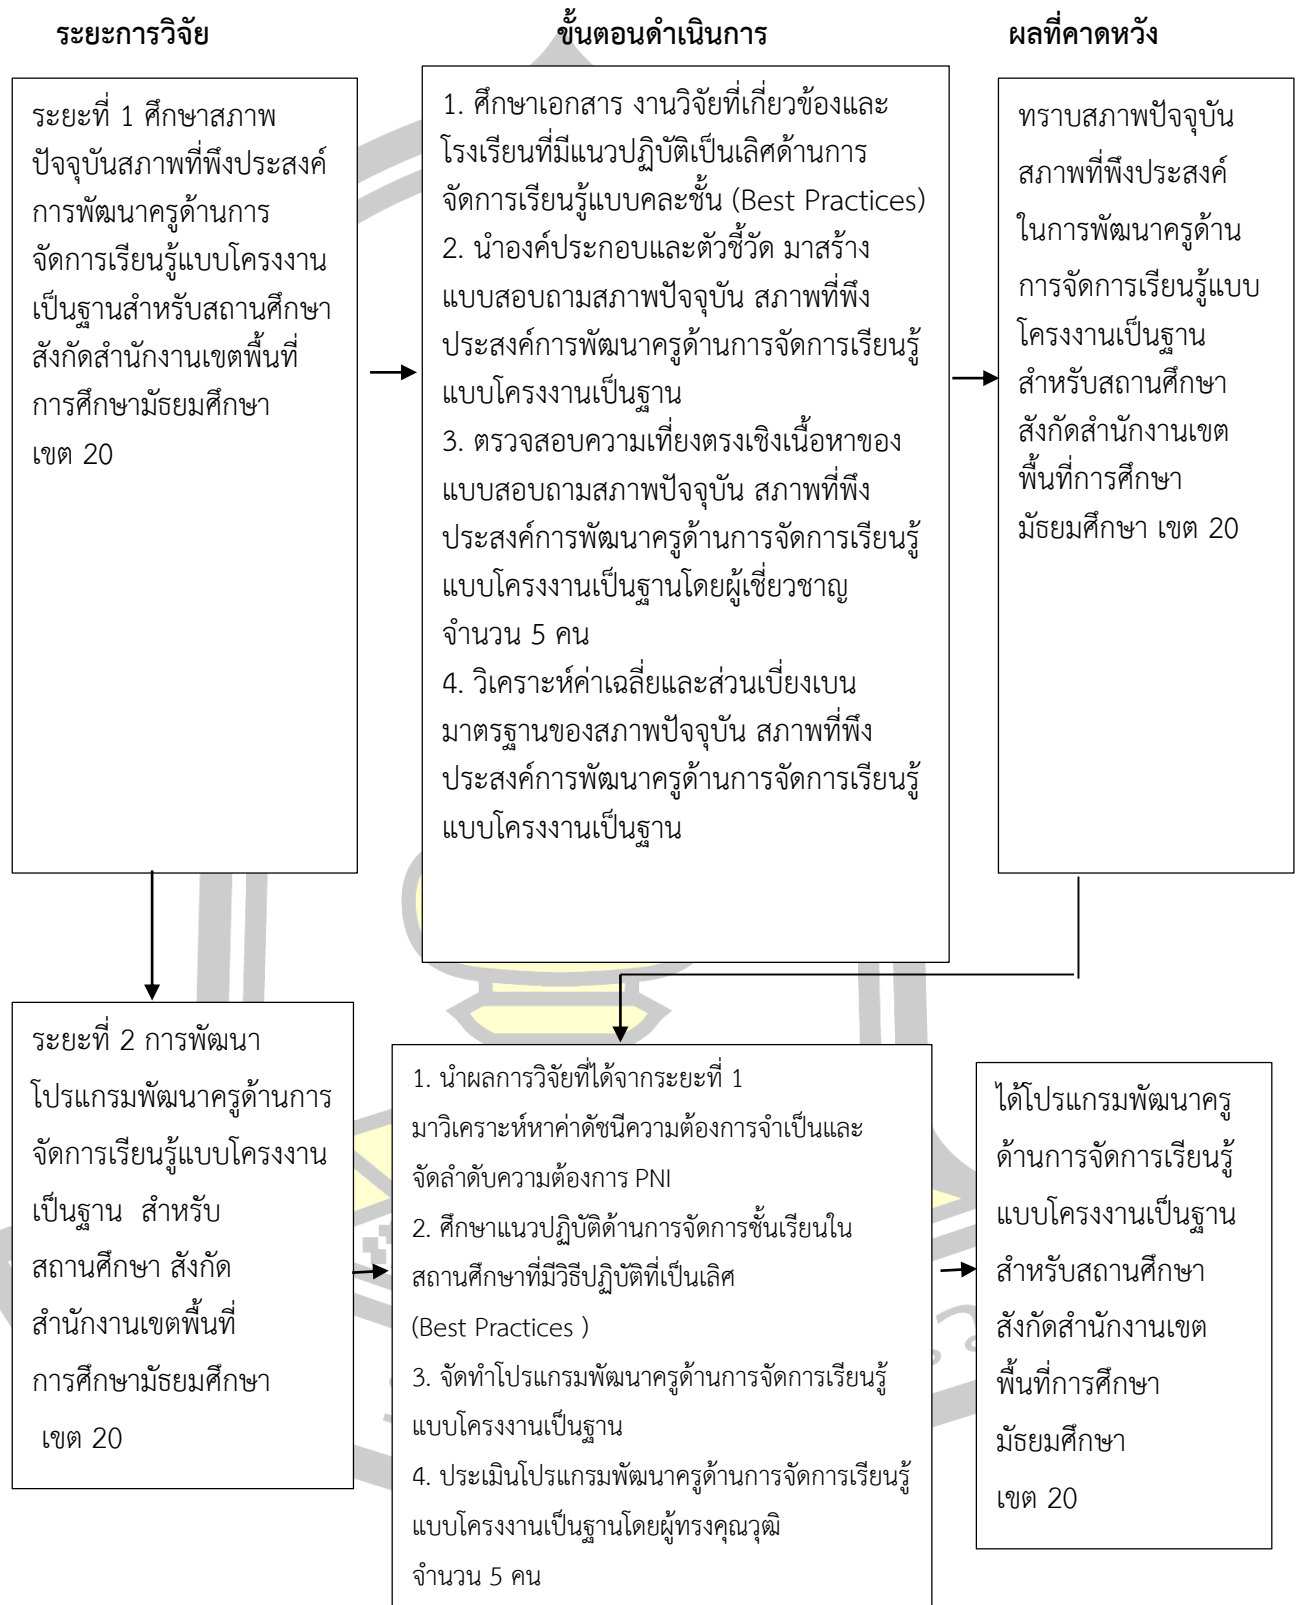 ระยะการวิจัย
ขั้นตอนดำเนินการ
ผลที่คาดหวัง
ระยะที่ 1 ศึกษาสภาพ
ปัจจุบันสภาพที่พึงประสงค์
การพัฒนาครูด้านการ
จัดการเรียนรู้แบบโครงงาน
เป็นฐานสำหรับสถานศึกษา
สังกัดสำนักงานเขตพื้นที่
การศึกษามัธยมศึกษา
เขต 20
1. ศึกษาเอกสาร งานวิจัยที่เกี่ยวข้องและ
โรงเรียนที่มีแนวปฏิบัติเป็นเลิศด้านการ
จัดการเรียนรู้แบบคละชั้น (Best Practices)
2. นำองค์ประกอบและตัวชี้วัด มาสร้าง
แบบสอบถามสภาพปัจจุบัน สภาพที่พึง
ประสงค์การพัฒนาครูด้านการจัดการเรียนรู้
แบบโครงงานเป็นฐาน
3. ตรวจสอบความเที่ยงตรงเชิงเนื้อหาของ
แบบสอบถามสภาพปัจจุบัน สภาพที่พึง
ประสงค์การพัฒนาครูด้านการจัดการเรียนรู้
แบบโครงงานเป็นฐานโดยผู้เชี่ยวชาญ
จำนวน 5 คน
4. วิเคราะห์ค่าเฉลี่ยและส่วนเบี่ยงเบน
มาตรฐานของสภาพปัจจุบัน สภาพที่พึง
ประสงค์การพัฒนาครูด้านการจัดการเรียนรู้
แบบโครงงานเป็นฐาน
ทราบสภาพปัจจุบัน
สภาพที่พึงประสงค์
ในการพัฒนาครูด้าน
การจัดการเรียนรู้แบบ
โครงงานเป็นฐาน
สำหรับสถานศึกษา
สังกัดสำนักงานเขต
พื้นที่การศึกษา
มัธยมศึกษา เขต 20
ระยะที่ 2 การพัฒนา
โปรแกรมพัฒนาครูด้านการ
จัดการเรียนรู้แบบโครงงาน
เป็นฐาน สำหรับ
สถานศึกษา สังกัด
สำนักงานเขตพื้นที่
การศึกษามัธยมศึกษา
เขต 20
1. นำผลการวิจัยที่ได้จากระยะที่ 1
มาวิเคราะห์หาค่าดัชนีความต้องการจำเป็นและ
จัดลำดับความต้องการ PNI
2. ศึกษาแนวปฏิบัติด้านการจัดการชั้นเรียนใน
สถานศึกษาที่มีวิธีปฏิบัติที่เป็นเลิศ
(Best Practices )
3. จัดทำโปรแกรมพัฒนาครูด้านการจัดการเรียนรู้
แบบโครงงานเป็นฐาน
4. ประเมินโปรแกรมพัฒนาครูด้านการจัดการเรียนรู้
แบบโครงงานเป็นฐานโดยผู้ทรงคุณวุฒิ
จำนวน 5 คน
ได้โปรแกรมพัฒนาครู
ด้านการจัดการเรียนรู้
แบบโครงงานเป็นฐาน
สำหรับสถานศึกษา
สังกัดสำนักงานเขต
พื้นที่การศึกษา
มัธยมศึกษา
เขต 20